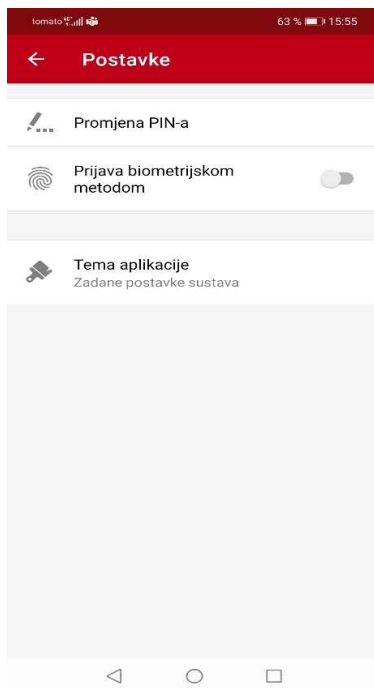 tomato 63 % 15:55
Postavke
Promjena PIN-a
Prijava biometrijskom
metodom
Tema aplikacije
Zadane postavke sustava